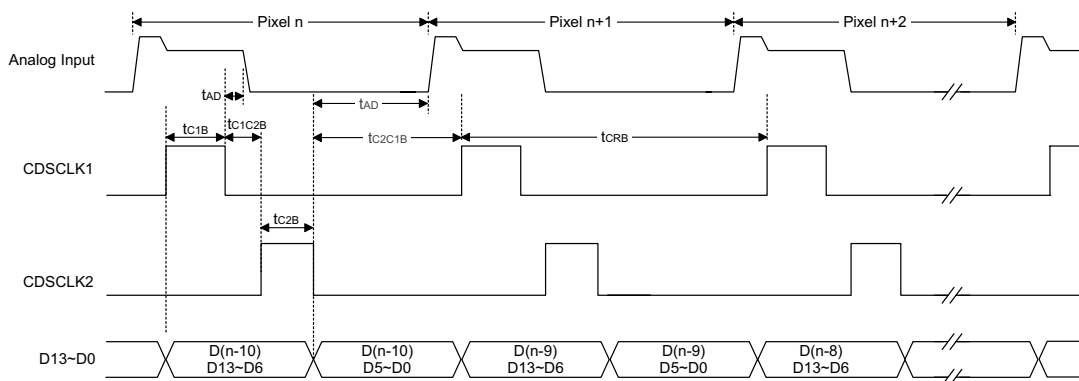 Pixel n
Pixel n+1
Pixel n+2
Analog Input
tAD
tAD
tC1B
tC1C2B
tC2C1B
tCRB
CDSCLK1
tC2B
CDSCLK2
D13~D0
D(n-10)
D13~D6
D(n-10)
D5~D0
D(n-9)
D13~D6
D(n-9)
D5~D0
D(n-8)
D13~D6